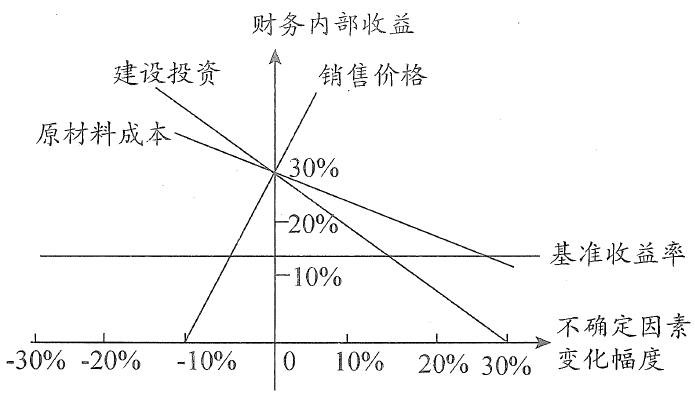 财务内部收益
建设投资
销售价格
原材料成本
30%
20%
基准收益率
10%
不确定因素
变化幅度
-30% -20% -10% 0 10% 20% 30%